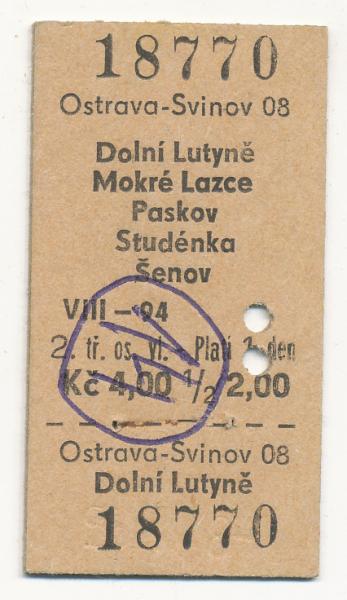 18770
Ostrava-Svinov 08
Dolní Lutyně
Mokré Lazce
Paskov
Studénka
Šenov
VIII – 94
2. tř. os. vl. – Platí 1 den
Kčs 4,00 ½ 2,00
Ostrava-Svinov 08
Dolní Lutyně
18770